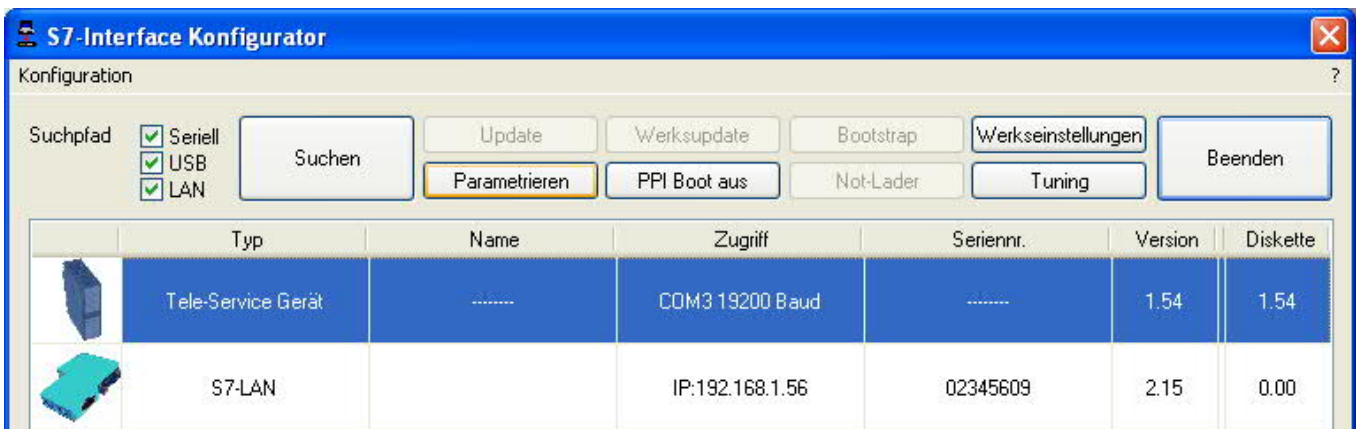 S7-Interface Konfigurator
Konfiguration ?
Suchpfad Seriell USB LAN Suchen Update Werksupdate Bootstrap Werkseinstellungen Beenden
Parametrieren PPI Boot aus Not-Lader Tuning
Typ Name Zugriff Seriennr. Version Diskette
Tele-Service Gerät -------- COM3 19200 Baud -------- 1.54 1.54
S7-LAN IP:192.168.1.56 02345609 2.15 0.00